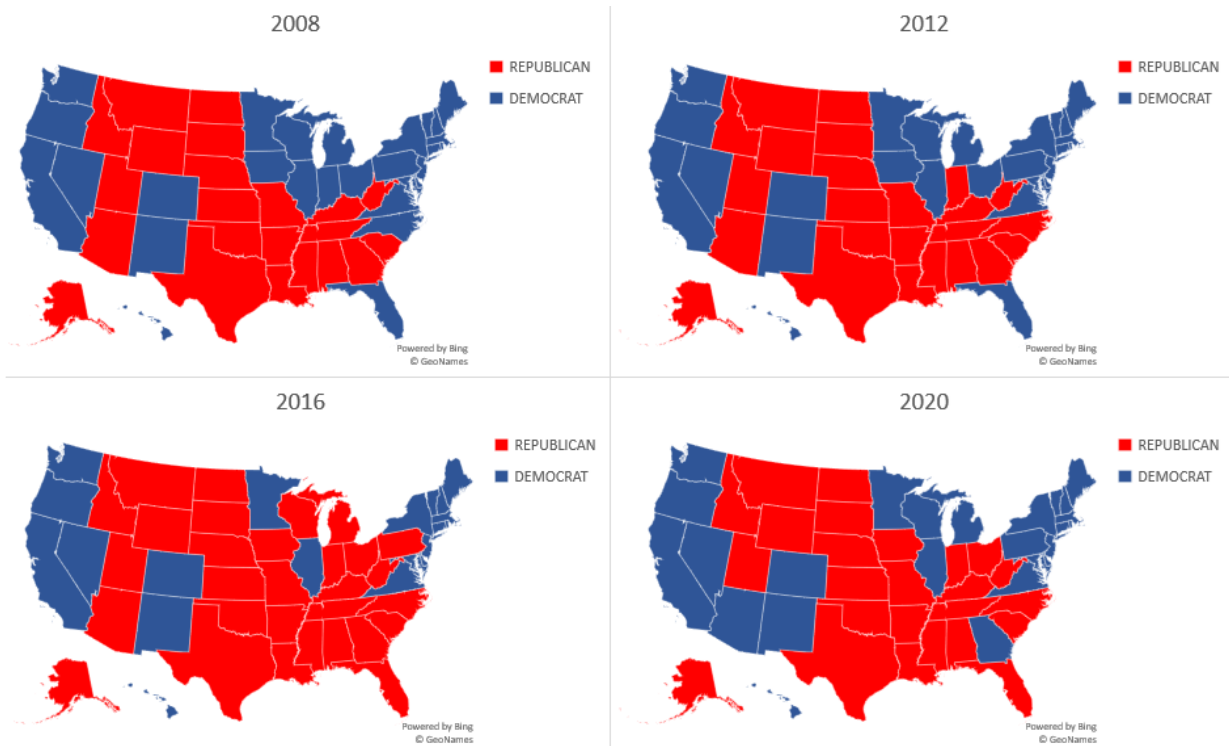 2008
REPUBLICAN
DEMOCRAT
Powered by Bing
© GeoNames
2012
REPUBLICAN
DEMOCRAT
Powered by Bing
© GeoNames
2016
REPUBLICAN
DEMOCRAT
Powered by Bing
© GeoNames
2020
REPUBLICAN
DEMOCRAT
Powered by Bing
© GeoNames